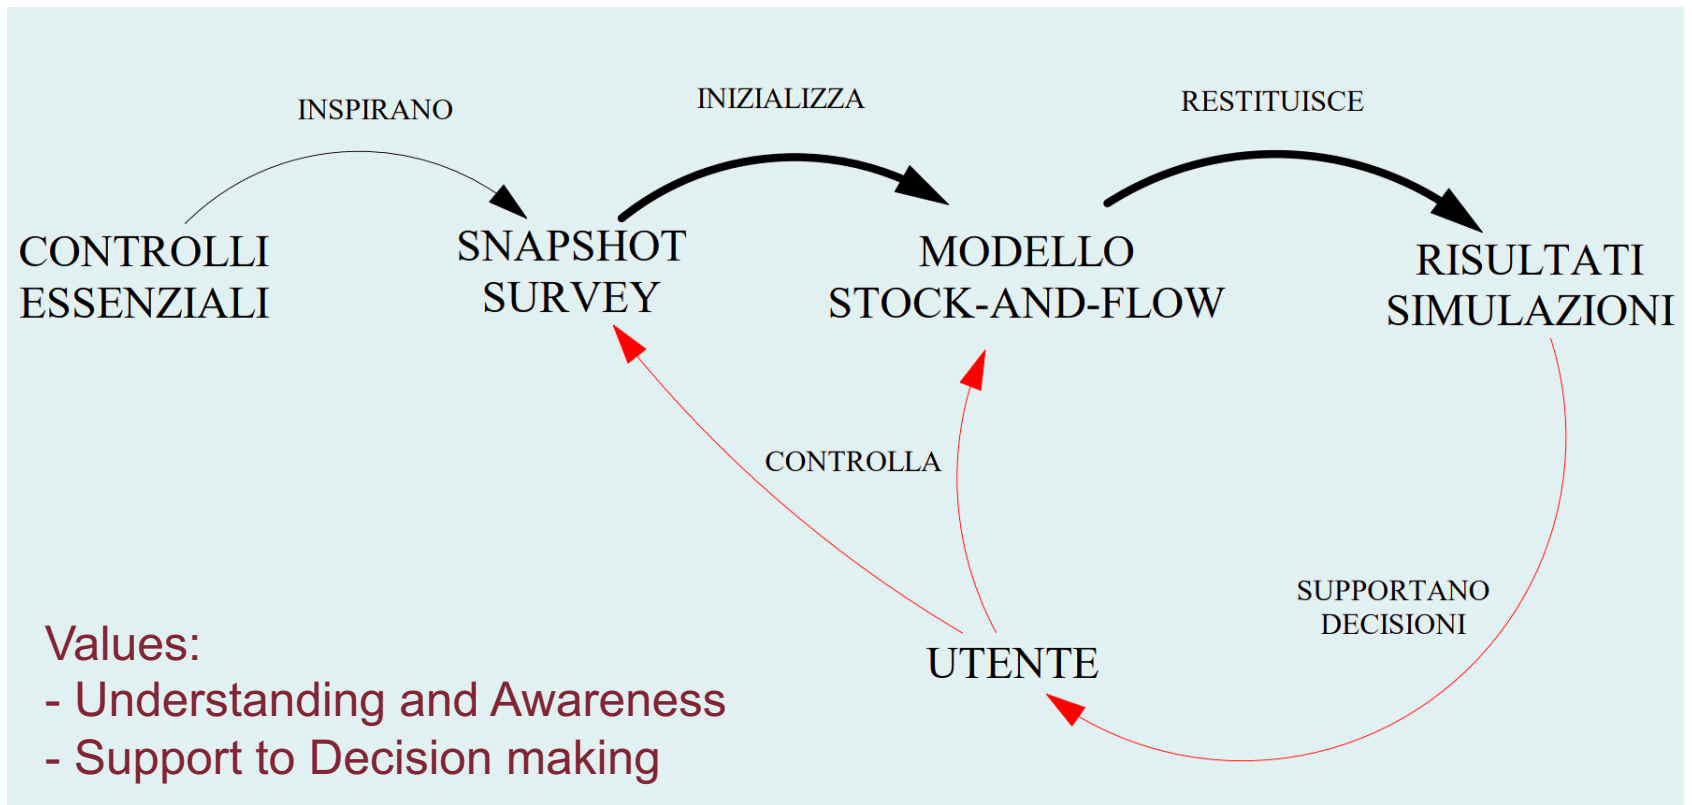 INSPIRANO
INIZIALIZZA
RESTITUISCE
CONTROLLI
ESSENZIALI
SNAPSHOT
SURVEY
MODELLO
STOCK-AND-FLOW
RISULTATI
SIMULAZIONI
CONTROLLA
SUPPORTANO
DECISIONI
UTENTE
Values:
- Understanding and Awareness
- Support to Decision making